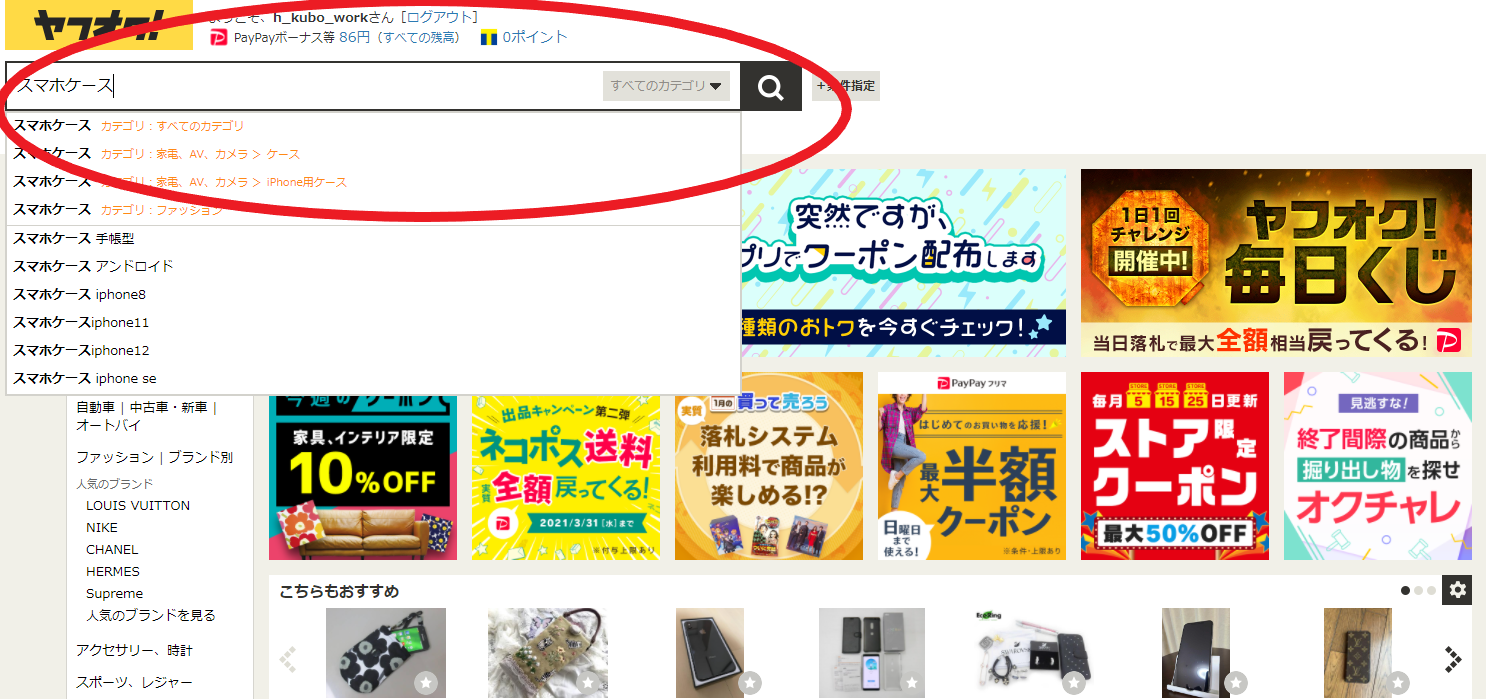 ヤフオク!
ようこそ、h_kubo_workさん [ログアウト]
PayPayボーナス等 86円 (すべての残高) 0ポイント
スマホケース すべてのカテゴリ +条件指定
スマホケース カテゴリ：すべてのカテゴリ
スマホケース カテゴリ：家電、AV、カメラ ＞ ケース
スマホケース カテゴリ：家電、AV、カメラ ＞ iPhone用ケース
スマホケース カテゴリ：ファッション
スマホケース 手帳型
スマホケース アンドロイド
スマホケース iphone8
スマホケースiphone11
スマホケースiphone12
スマホケース iphone se
突然ですが、
プリでクーポン配布します
種類のおトクを今すぐチェック!
1日1回
チャレンジ
開催中!
ヤフオク!
毎日くじ
当日落札で最大全額相当戻ってくる!
自動車 | 中古車・新車 |
オートバイ
ファッション | ブランド別
人気のブランド
LOUIS VUITTON
NIKE
CHANEL
HERMES
Supreme
人気のブランドを見る
アクセサリー、時計
スポーツ、レジャー
今週のクーポン
家具、インテリア限定
10%OFF
出品キャンペーン第二弾
ネコポス送料
実質全額戻ってくる!
2021/3/31[水]まで
※付与上限あり
実質 1月の買って売ろう
落札システム
利用料で商品が
楽しめる!?
PayPayフリマ
はじめてのお買い物を応援!
最大半額
クーポン
日曜日
まで
使える!
※条件・上限あり
毎月 STORE 5 STORE 15 STORE 25 日更新
ストア限定
クーポン
最大50%OFF
見逃すな!
終了間際の商品から
掘り出し物を探せ
オクチャレ
こちらもおすすめ